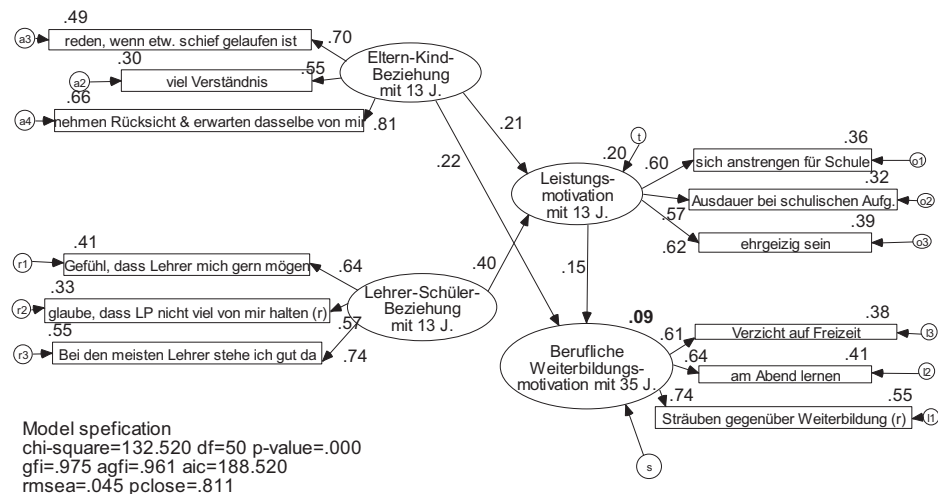 .49
a3
reden, wenn etw. schief gelaufen ist
.70
.30
a2
viel Verständnis
.55
.66
a4
nehmen Rücksicht & erwarten dasselbe von mir
.81
Eltern-Kind-
Beziehung
mit 13 J.
.21
.22
t
.20
Leistungs-
motivation
mit 13 J.
.60
.36
sich anstrengen für Schule
o1
.32
Ausdauer bei schulischen Aufg.
o2
.57
.39
ehrgeizig sein
o3
.62
.41
r1
Gefühl, dass Lehrer mich gern mögen
.64
.33
r2
glaube, dass LP nicht viel von mir halten (r)
.57
.55
r3
Bei den meisten Lehrer stehe ich gut da
.74
Lehrer-Schüler-
Beziehung
mit 13 J.
.40
.15
.09
Berufliche
Weiterbildungs-
motivation mit 35 J.
.61
.38
Verzicht auf Freizeit
l3
.64
.41
am Abend lernen
l2
.74
.55
Sträuben gegenüber Weiterbildung (r)
l1
s
Model spefication
chi-square=132.520 df=50 p-value=.000
gfi=.975 agfi=.961 aic=188.520
rmsea=.045 pclose=.811